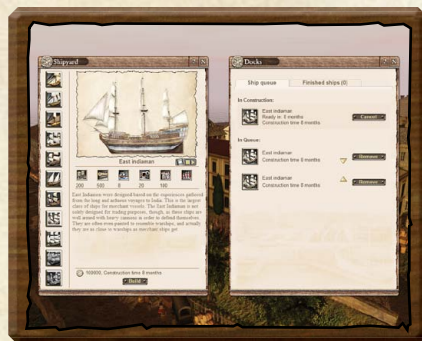 Shipyard
East indiaman
200 500 8 20 160
East Indiamen were designed based on the experiences gathered
from the long and arduous voyages to India. This is the largest
class of ships for merchant vessels. The East Indiaman is not
solely designed for trading purposes, though, as these ships are
well armed with heavy cannons in order to defend themselves.
They are often even painted to resemble warships, and actually
they are as close to warships as merchant ships get.
100000, Construction time 8 months
Build
Docks
Ship queue Finished ships (0)
In Construction:
East indiaman
Ready in: 8 months
Construction time 8 months
Cancel
In Queue:
East indiaman
Construction time 8 months
Remove
East indiaman
Construction time 8 months
Remove